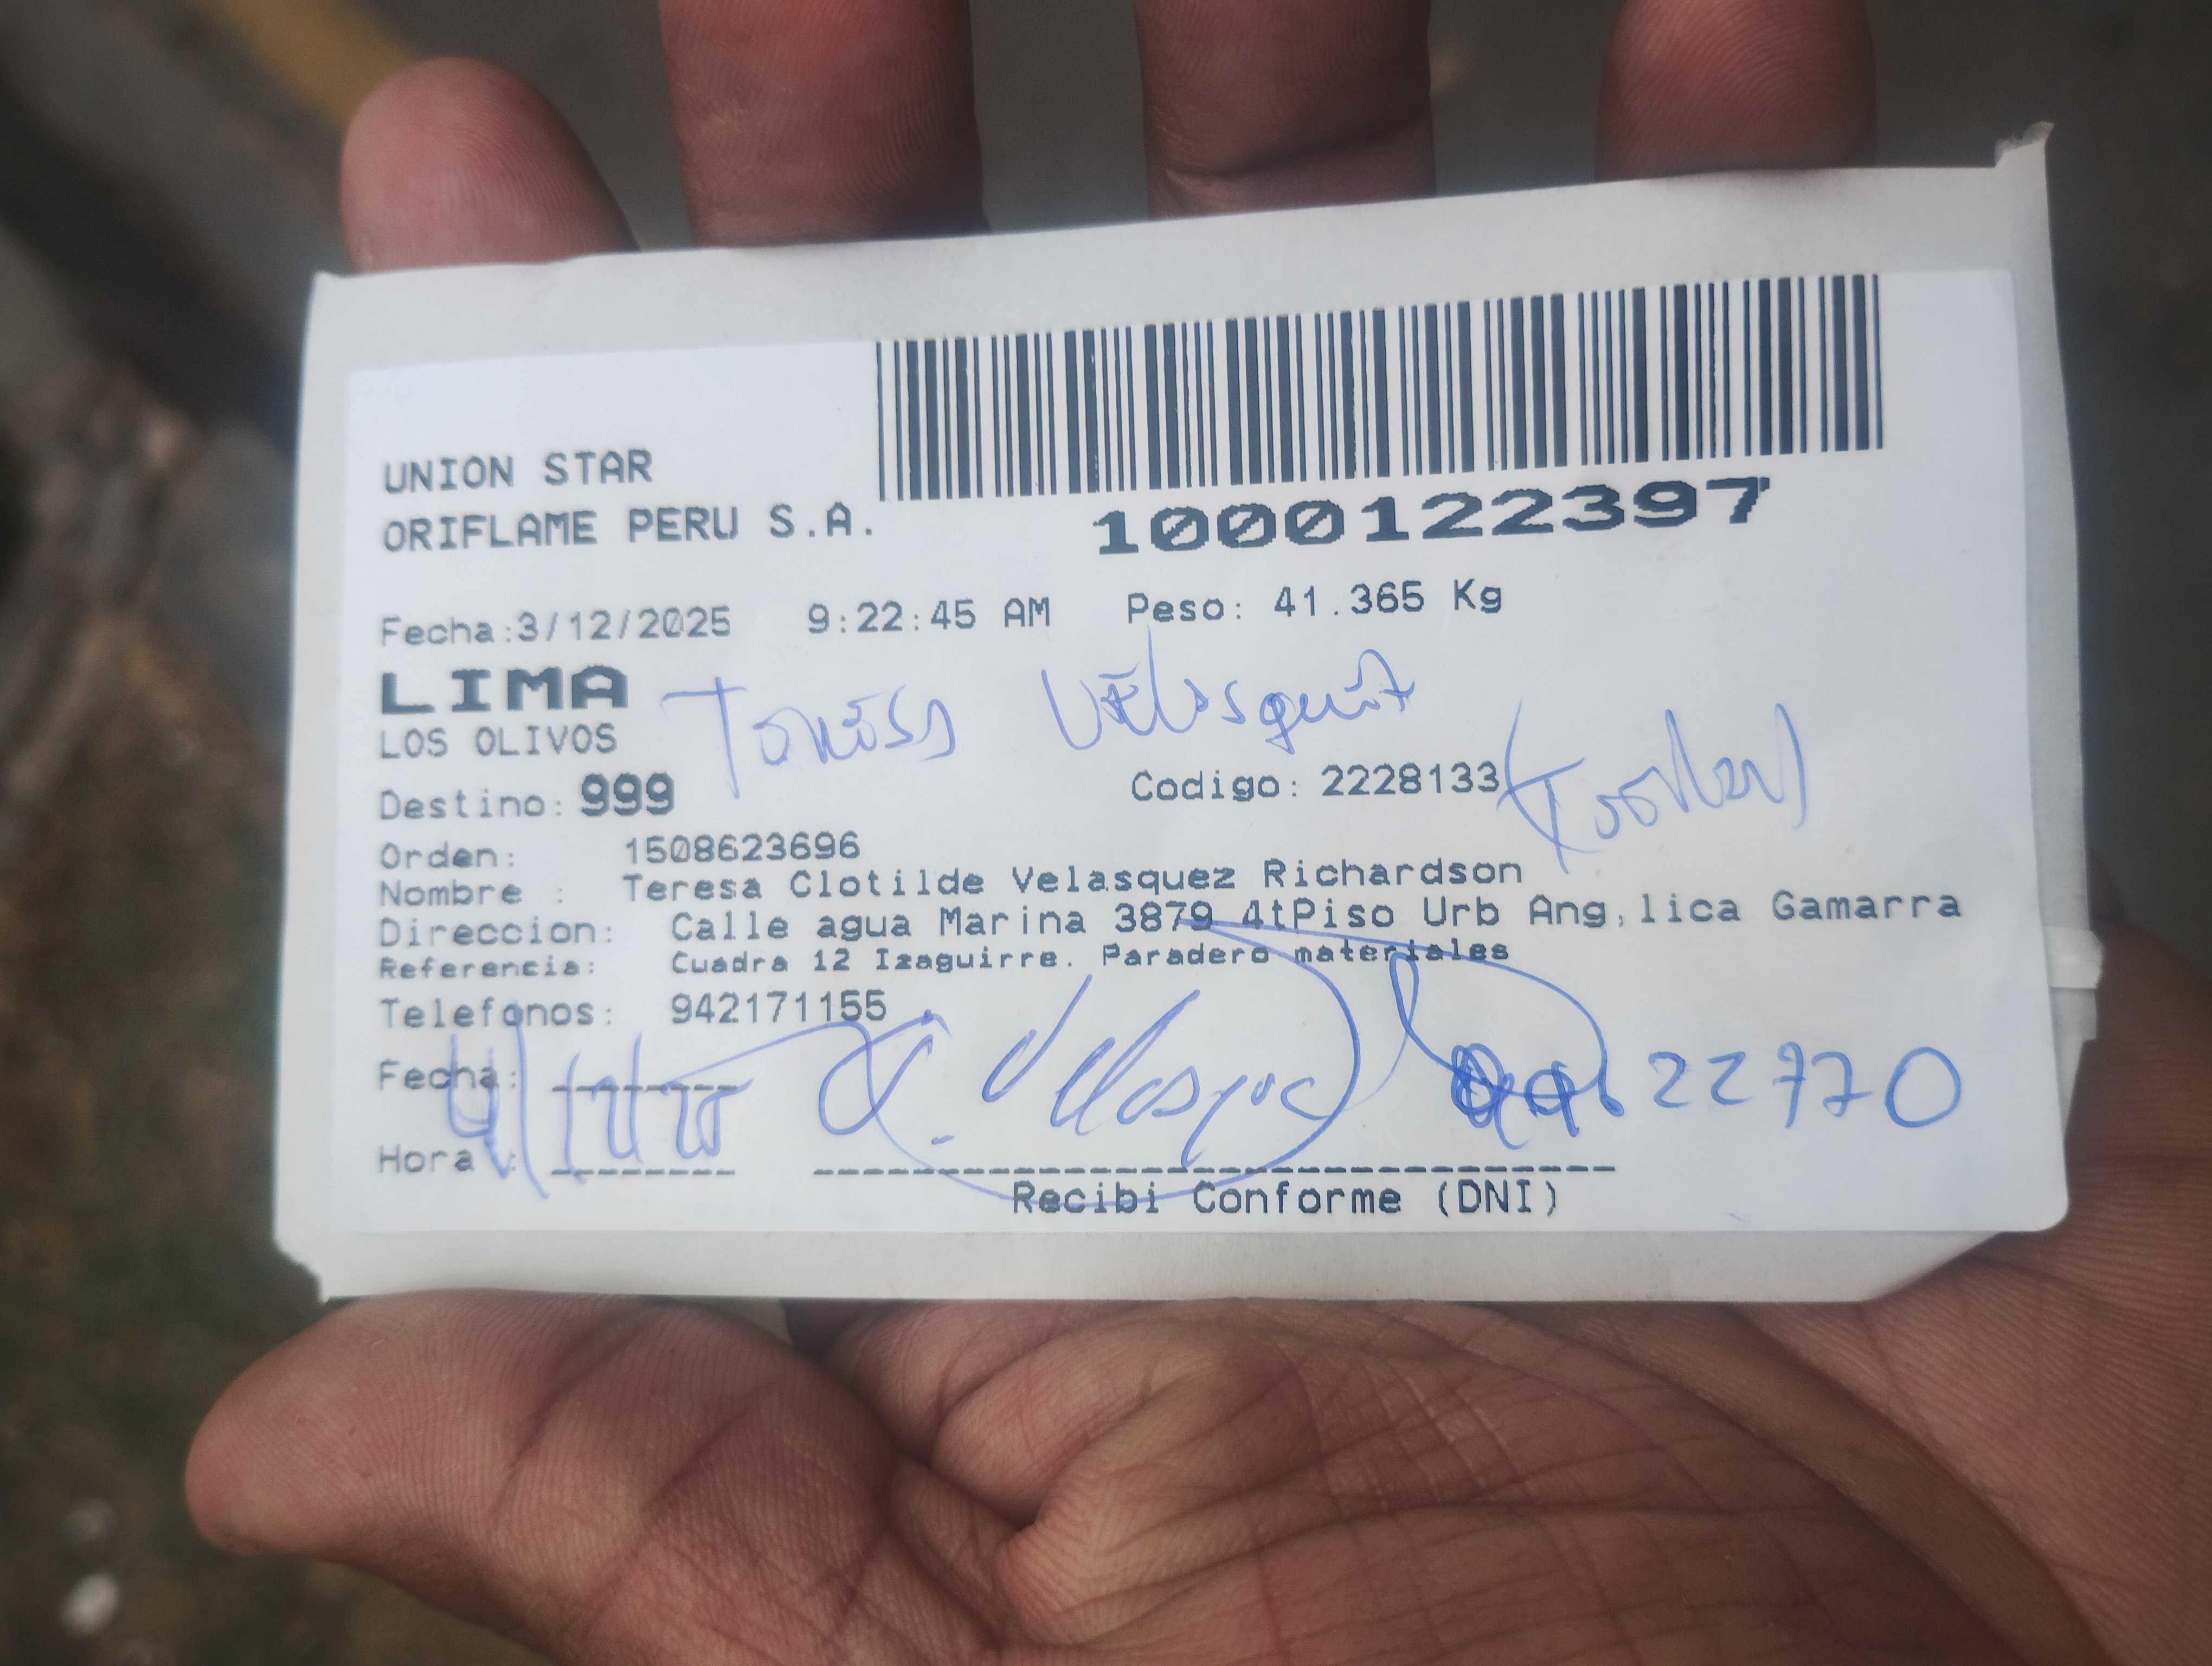 UNION STAR
ORIFLAME PERU S.A.
1000122397
Fecha:3/12/2025 9:22:45 AM Peso: 41.365 Kg
LIMA
LOS OLIVOS
Destino: 999 Codigo: 2228133
Orden: 1508623696
Nombre : Teresa Clotilde Velasquez Richardson
Direccion: Calle agua Marina 3879 4tPiso Urb Ang,lica Gamarra
Referencia: Cuadra 12 Izaguirre. Paradero materiales
Telefonos: 942171155
Fecha:
22770
Hora :
Recibi Conforme (DNI)